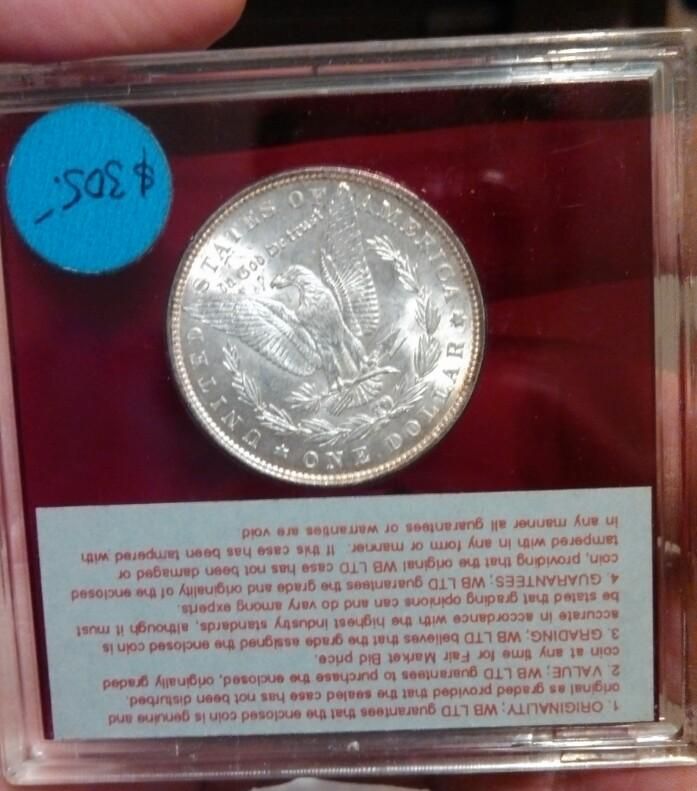 $305.-
UNITED STATES OF AMERICA
In God We trust
★ ONE DOLLAR ★
1. ORIGINALITY; WB LTD guarantees that the enclosed coin is genuine and
original as graded provided that the sealed case has not been disturbed.
2. VALUE; WB LTD guarantees to purchase the enclosed, originally graded
coin at any time for Fair Market Bid price.
3. GRADING; WB LTD believes that the grade assigned the enclosed coin is
accurate in accordance with the highest industry standards, although it must
be stated that grading opinions can and do vary among experts.
4. GUARANTEES; WB LTD guarantees the grade and originality of the enclosed
coin, providing that the original WB LTD case has not been damaged or
tampered with in any form or manner. If this case has been tampered with
in any manner all guarantees or warranties are void